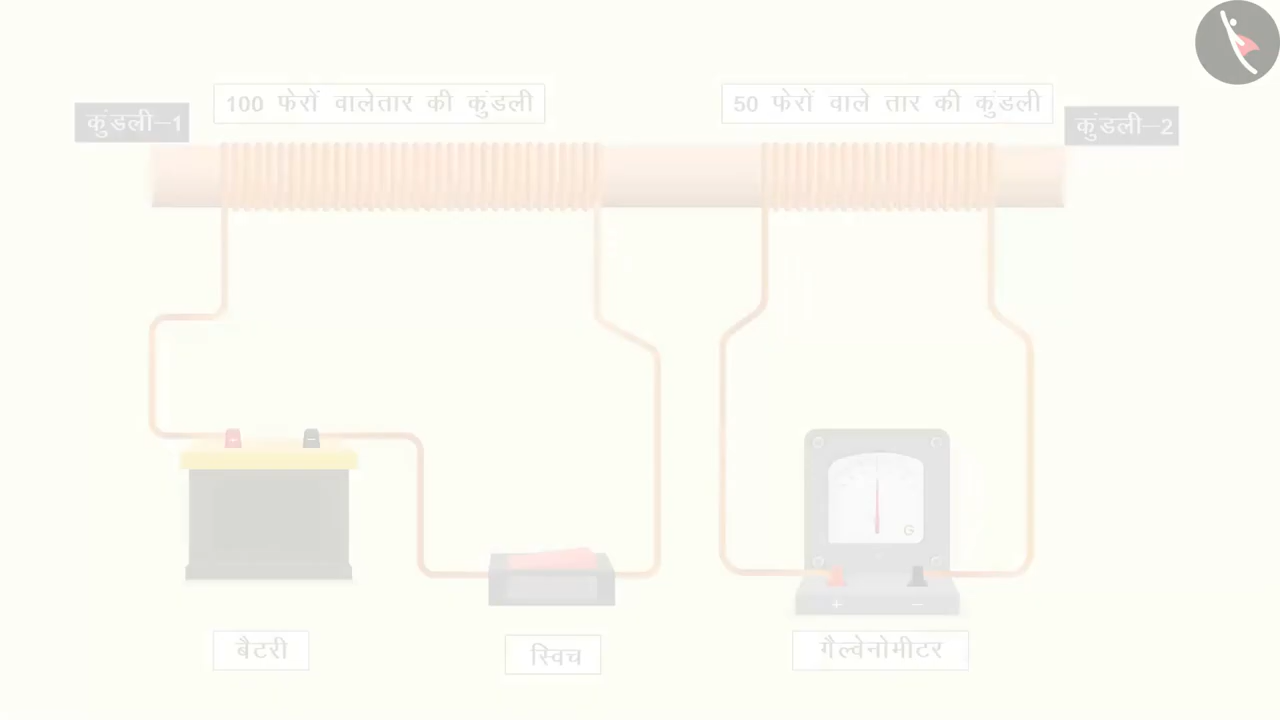 100 फेरों वालेतार की कुंडली
50 फेरों वाले तार की कुंडली
कुंडली–1
कुंडली–2
+ −
G
+ −
बैटरी
स्विच
गैल्वेनोमीटर